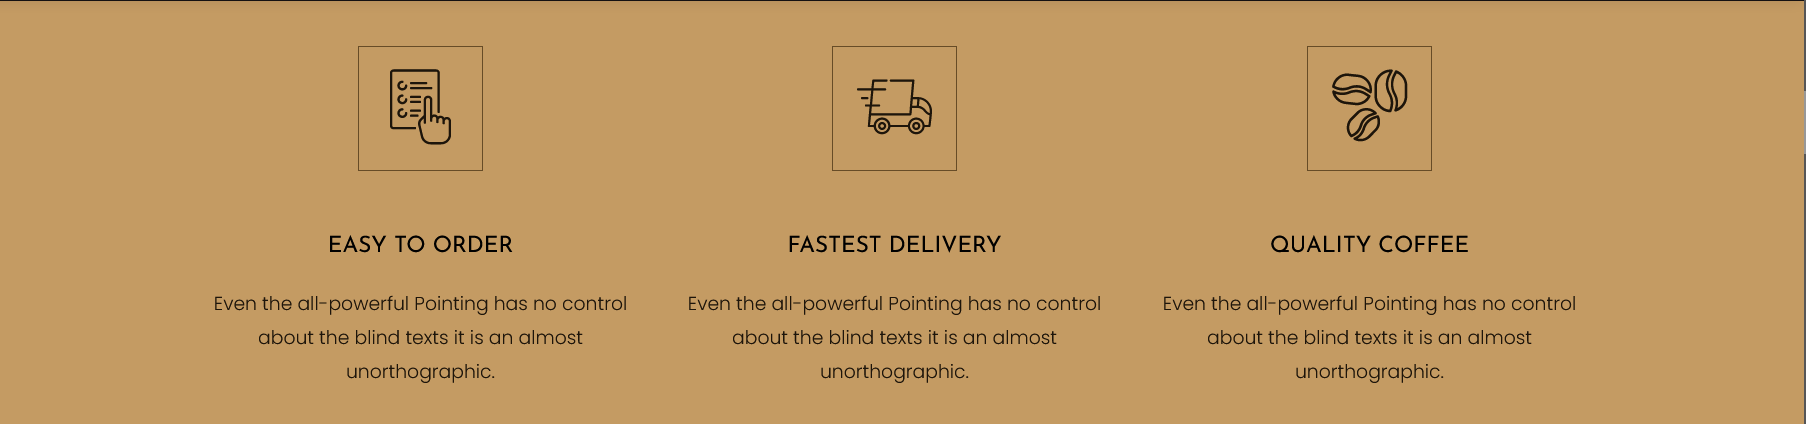 EASY TO ORDER
Even the all-powerful Pointing has no control
about the blind texts it is an almost
unorthographic.
FASTEST DELIVERY
Even the all-powerful Pointing has no control
about the blind texts it is an almost
unorthographic.
QUALITY COFFEE
Even the all-powerful Pointing has no control
about the blind texts it is an almost
unorthographic.